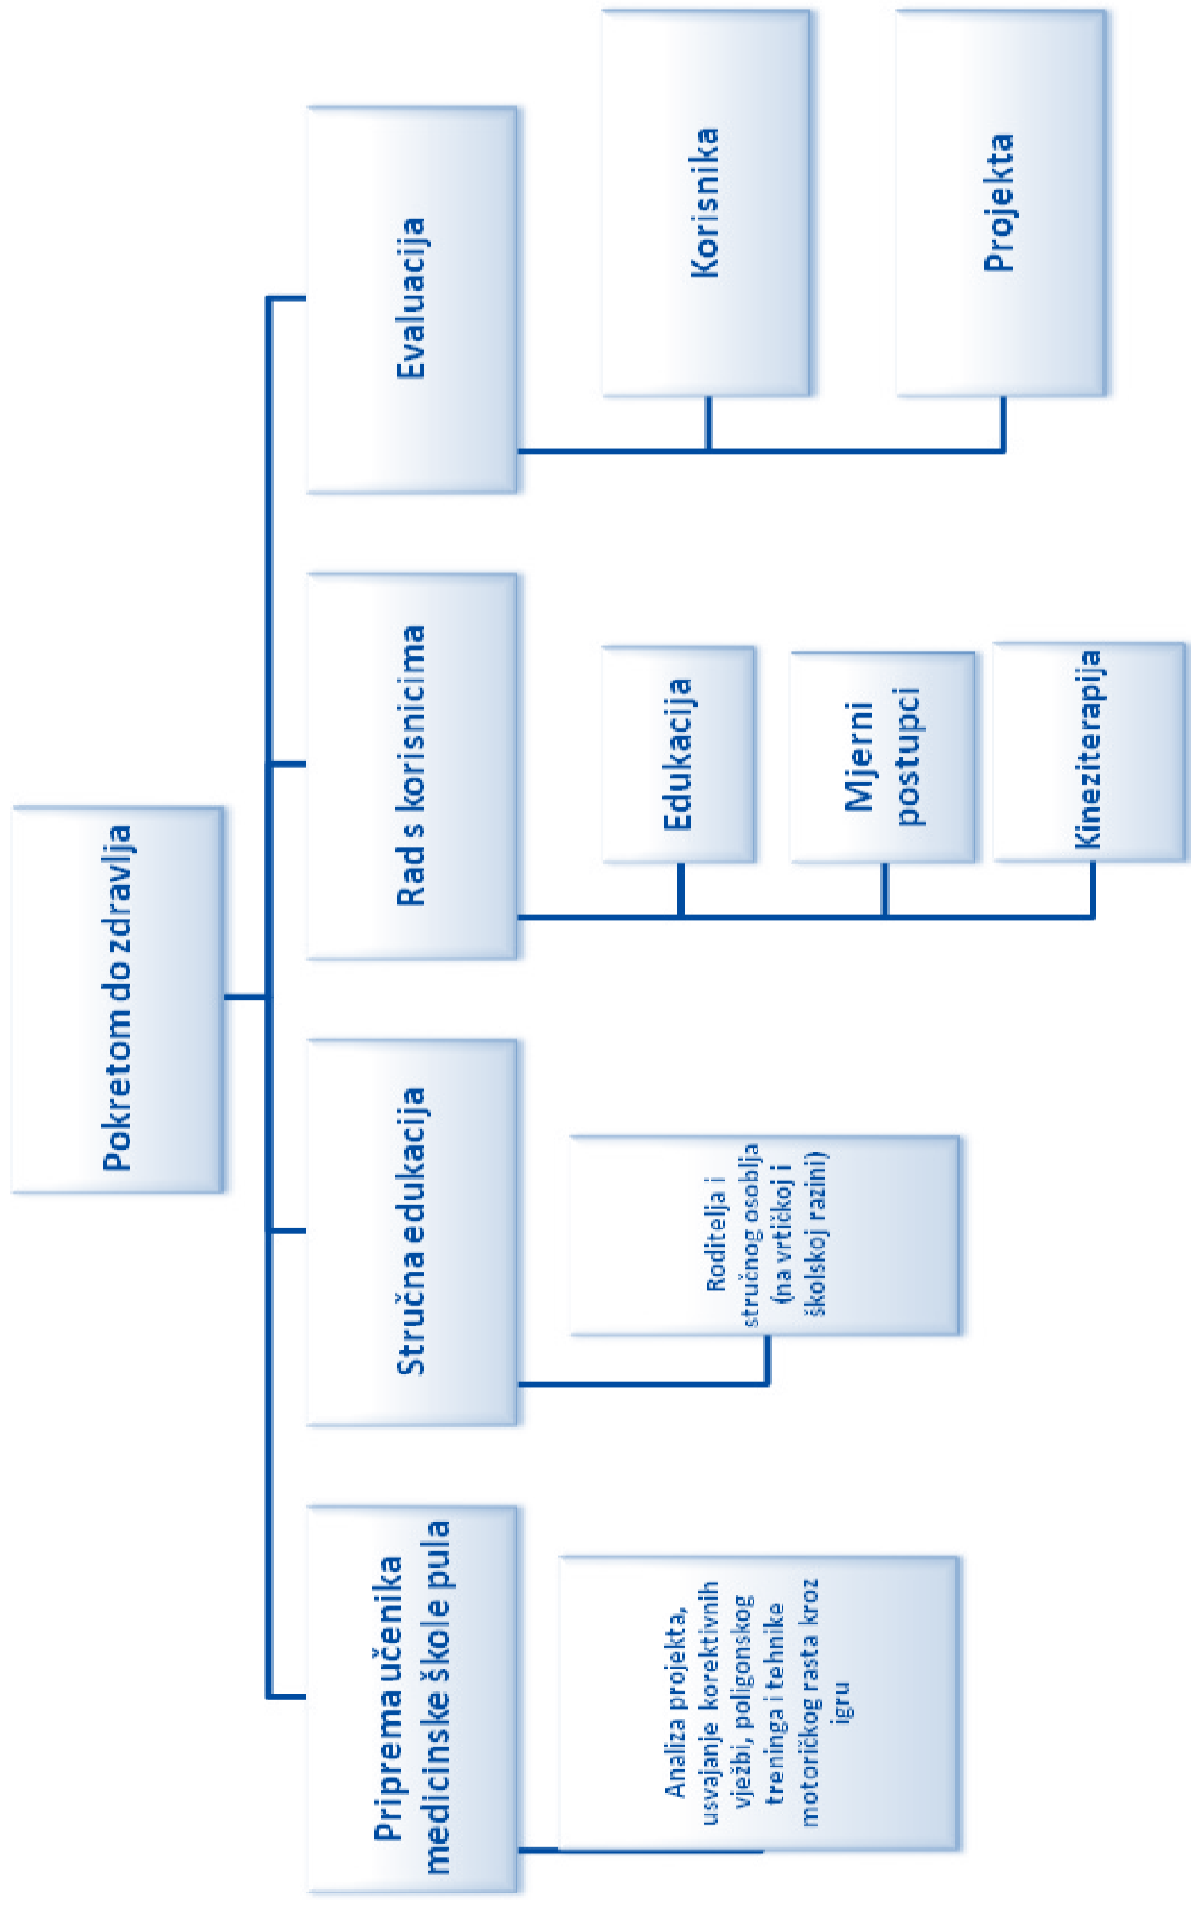 Pokretom do zdravlja
Priprema učenika
medicinske škole pula
Analiza projekta,
usvajanje korektivnih
vježbi, poligonskog
treninga i tehnike
motoričkog rasta kroz
igru
Stručna edukacija
Roditelja i
stručnog osoblja
(na vrtičkoj i
školskoj razini)
Rad s korisnicima
Edukacija
Mjerni
postupci
Kineziterapija
Evaluacija
Korisnika
Projekta